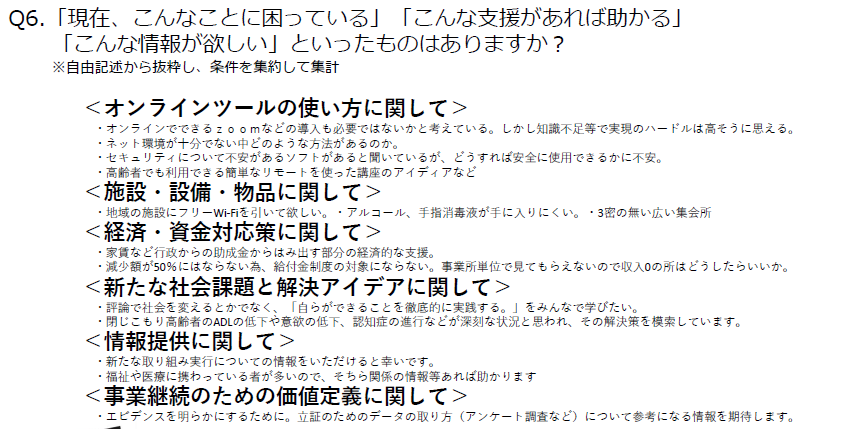 Q6.「現在、こんなことに困っている」「こんな支援があれば助かる」
「こんな情報が欲しい」といったものはありますか？
※自由記述から抜粋し、条件を集約して集計
＜オンラインツールの使い方に関して＞
・オンラインでできるｚｏｏｍなどの導入も必要ではないかと考えている。しかし知識不足等で実現のハードルは高そうに思える。
・ネット環境が十分でない中どのような方法があるのか。
・セキュリティについて不安があるソフトがあると聞いているが、どうすれば安全に使用できるかに不安。
・高齢者でも利用できる簡単なリモートを使った講座のアイディアなど
＜施設・設備・物品に関して＞
・地域の施設にフリーWi-Fiを引いて欲しい。・アルコール、手指消毒液が手に入りにくい。・3密の無い広い集会所
＜経済・資金対応策に関して＞
・家賃など行政からの助成金からはみ出す部分の経済的な支援。
・減少額が50％にはならない為、給付金制度の対象にならない。事業所単位で見てもらえないので収入0の所はどうしたらいいか。
＜新たな社会課題と解決アイデアに関して＞
・評論で社会を変えるとかでなく、「自らができることを徹底的に実践する。」をみんなで学びたい。
・閉じこもり高齢者のADLの低下や意欲の低下、認知症の進行などが深刻な状況と思われ、その解決策を模索しています。
＜情報提供に関して＞
・新たな取り組み実行についての情報をいただけると幸いです。
・福祉や医療に携わっている者が多いので、そちら関係の情報等あれば助かります
＜事業継続のための価値定義に関して＞
・エビデンスを明らかにするために。立証のためのデータの取り方（アンケート調査など）について参考になる情報を期待します。